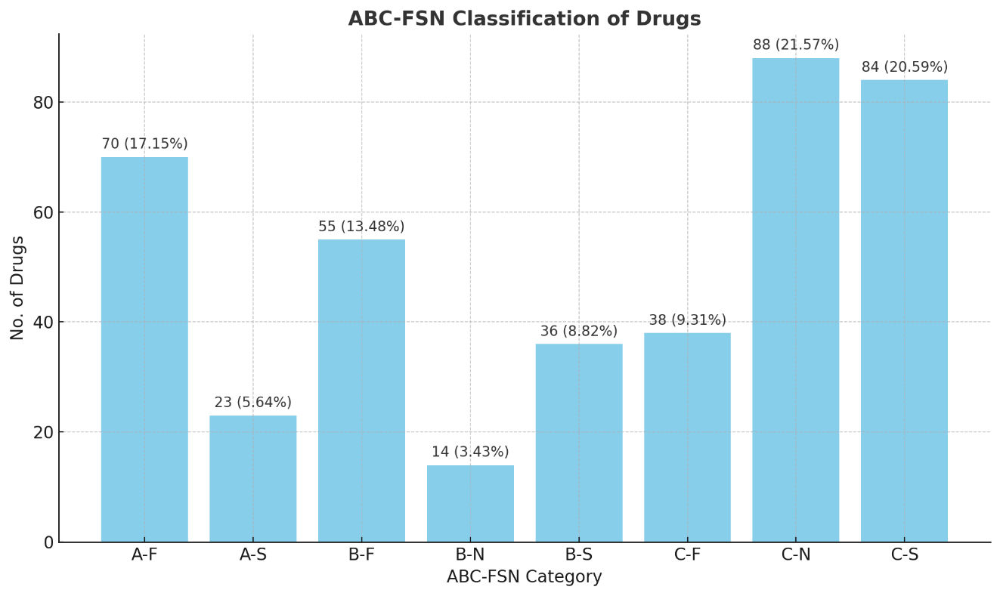 ABC-FSN Classification of Drugs
No. of Drugs
80
60
40
20
0
70 (17.15%)
23 (5.64%)
55 (13.48%)
14 (3.43%)
36 (8.82%)
38 (9.31%)
88 (21.57%)
84 (20.59%)
A-F
A-S
B-F
B-N
B-S
C-F
C-N
C-S
ABC-FSN Category